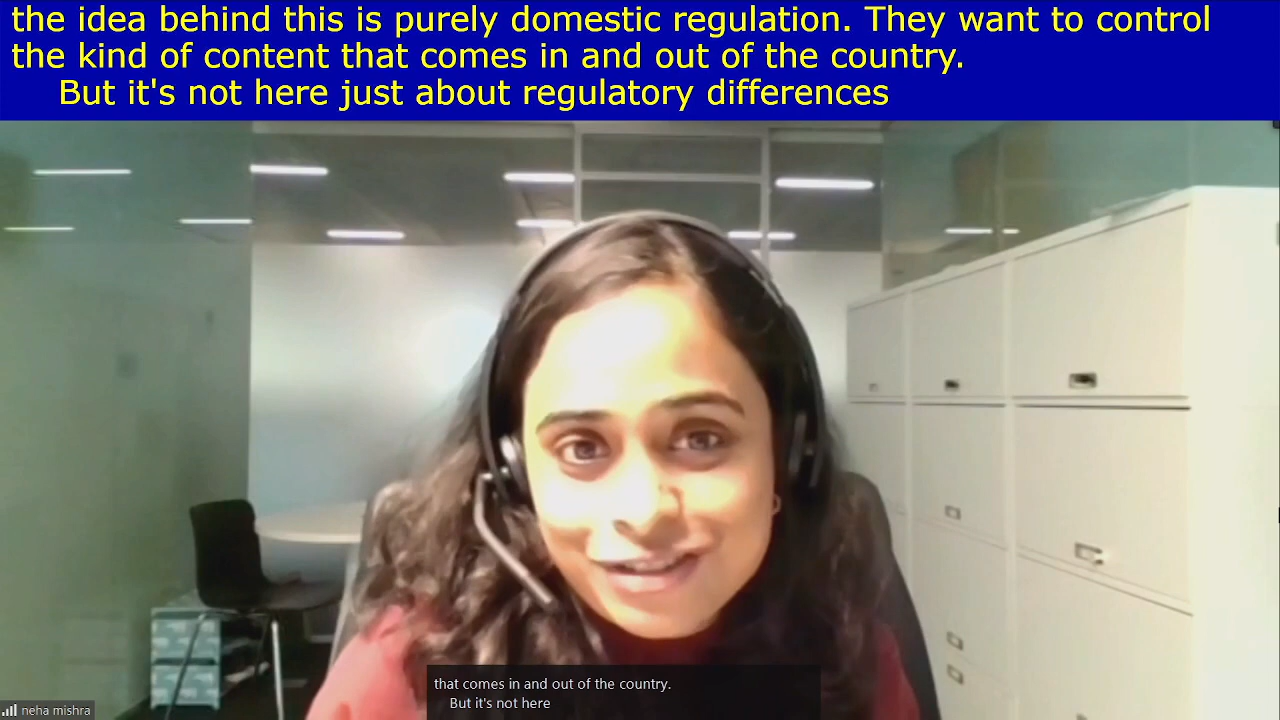 the idea behind this is purely domestic regulation. They want to control
the kind of content that comes in and out of the country.
But it's not here just about regulatory differences
that comes in and out of the country.
But it's not here
neha mishra